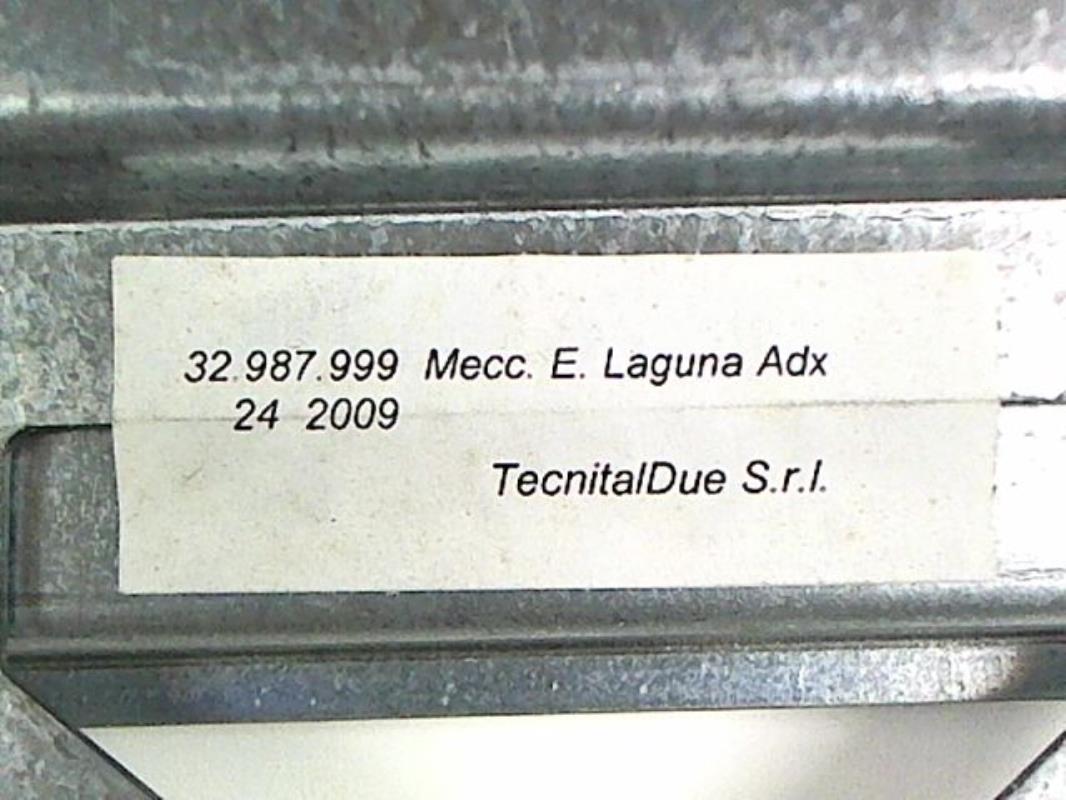 32.987.999 Mecc. E. Laguna Adx
24 2009
TecnitalDue S.r.l.